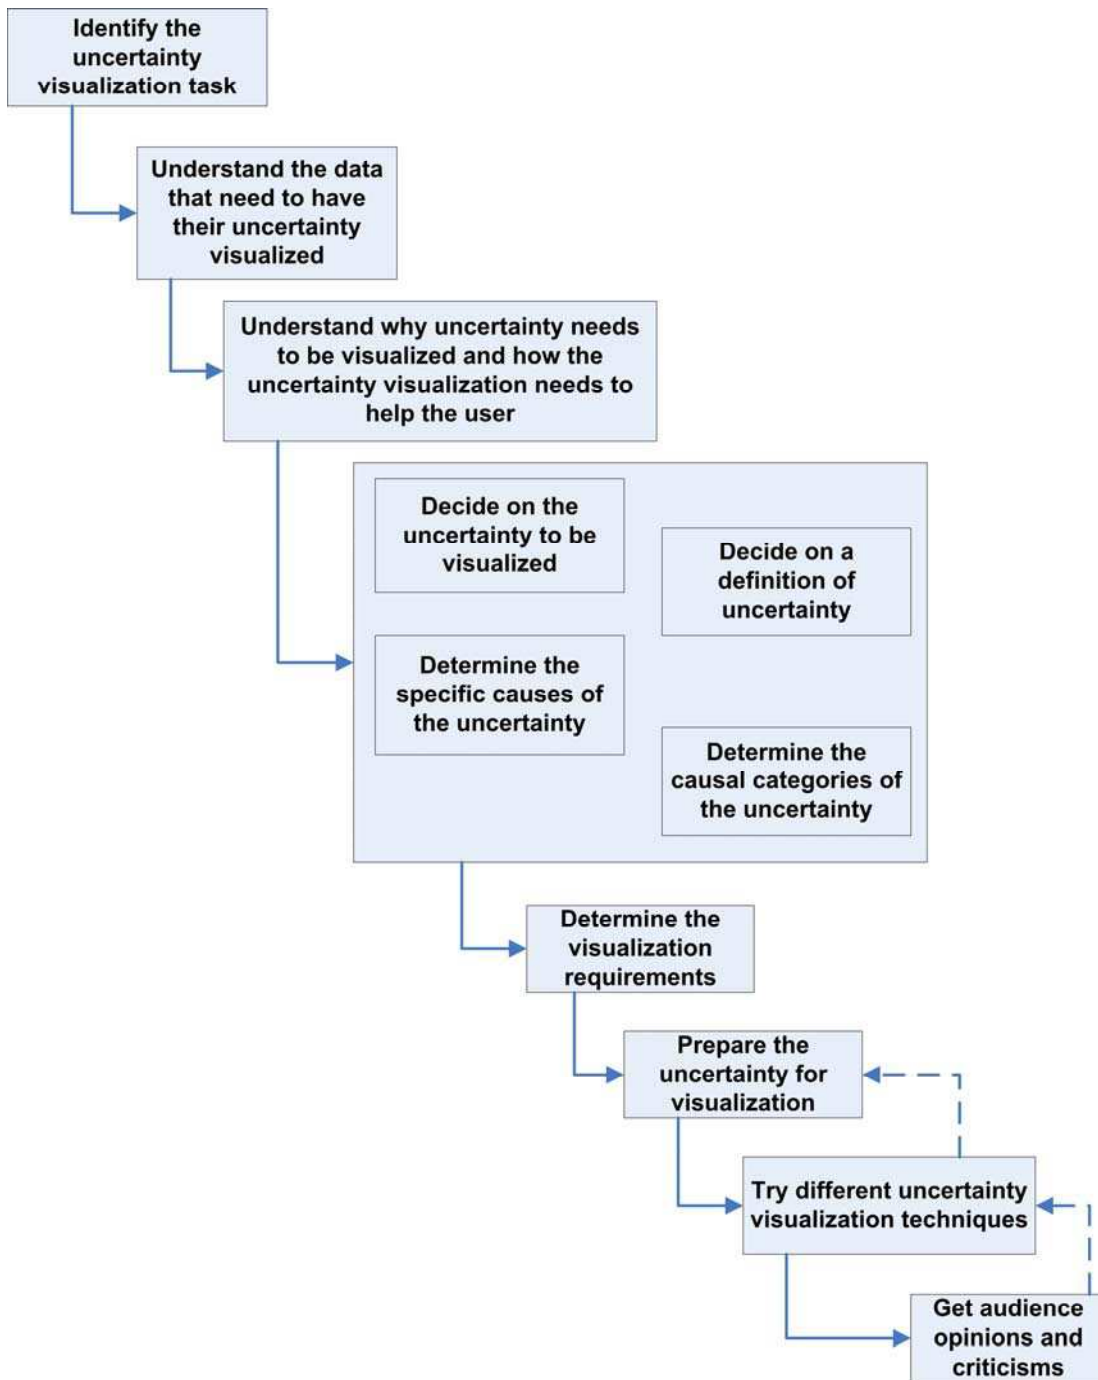 Identify the
uncertainty
visualization task
Understand the data
that need to have
their uncertainty
visualized
Understand why uncertainty needs
to be visualized and how the
uncertainty visualization needs to
help the user
Decide on the
uncertainty to be
visualized
Decide on a
definition of
uncertainty
Determine the
specific causes of
the uncertainty
Determine the
causal categories of
the uncertainty
Determine the
visualization
requirements
Prepare the
uncertainty for
visualization
Try different uncertainty
visualization techniques
Get audience
opinions and
criticisms